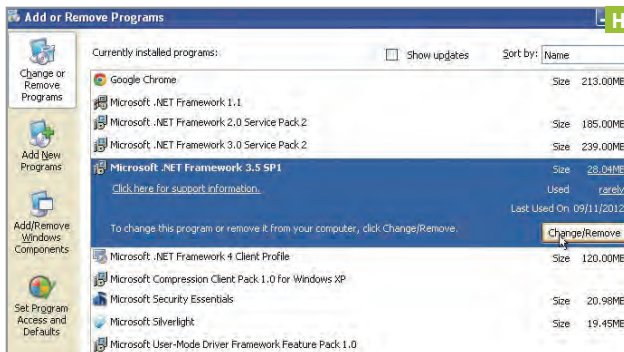 Add or Remove Programs
H
Change or
Remove
Programs
Add New
Programs
Add/Remove
Windows
Components
Set Program
Access and
Defaults
Currently installed programs:
Show updates
Sort by: Name
Google Chrome Size 213.00MB
Microsoft .NET Framework 1.1
Microsoft .NET Framework 2.0 Service Pack 2 Size 185.00MB
Microsoft .NET Framework 3.0 Service Pack 2 Size 239.00MB
Microsoft .NET Framework 3.5 SP1 Size 28.04MB
Click here for support information. Used rarely
Last Used On 09/11/2012
To change this program or remove it from your computer, click Change/Remove. Change/Remove
Microsoft .NET Framework 4 Client Profile Size 120.00MB
Microsoft Compression Client Pack 1.0 for Windows XP
Microsoft Security Essentials Size 20.98MB
Microsoft Silverlight Size 19.45MB
Microsoft User-Mode Driver Framework Feature Pack 1.0